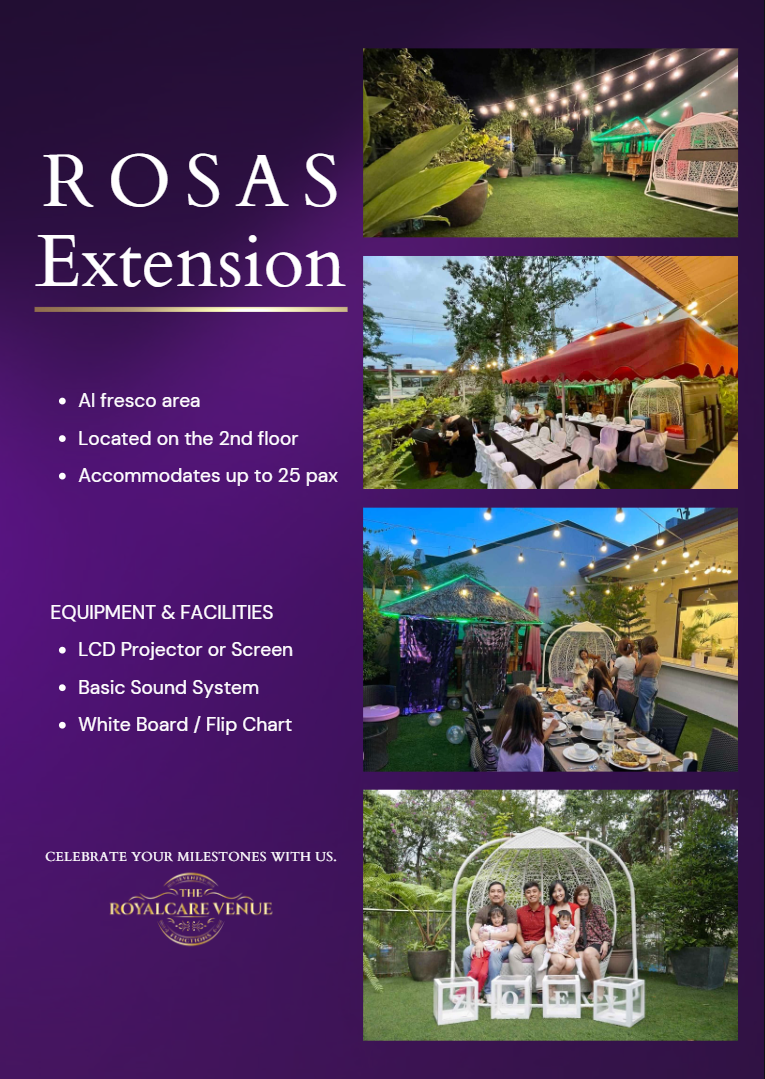 ROSAS
Extension
• Al fresco area
• Located on the 2nd floor
• Accommodates up to 25 pax
EQUIPMENT & FACILITIES
• LCD Projector or Screen
• Basic Sound System
• White Board / Flip Chart
CELEBRATE YOUR MILESTONES WITH US.
THE
ROYALCARE VENUE
FUNCTIONS
O E